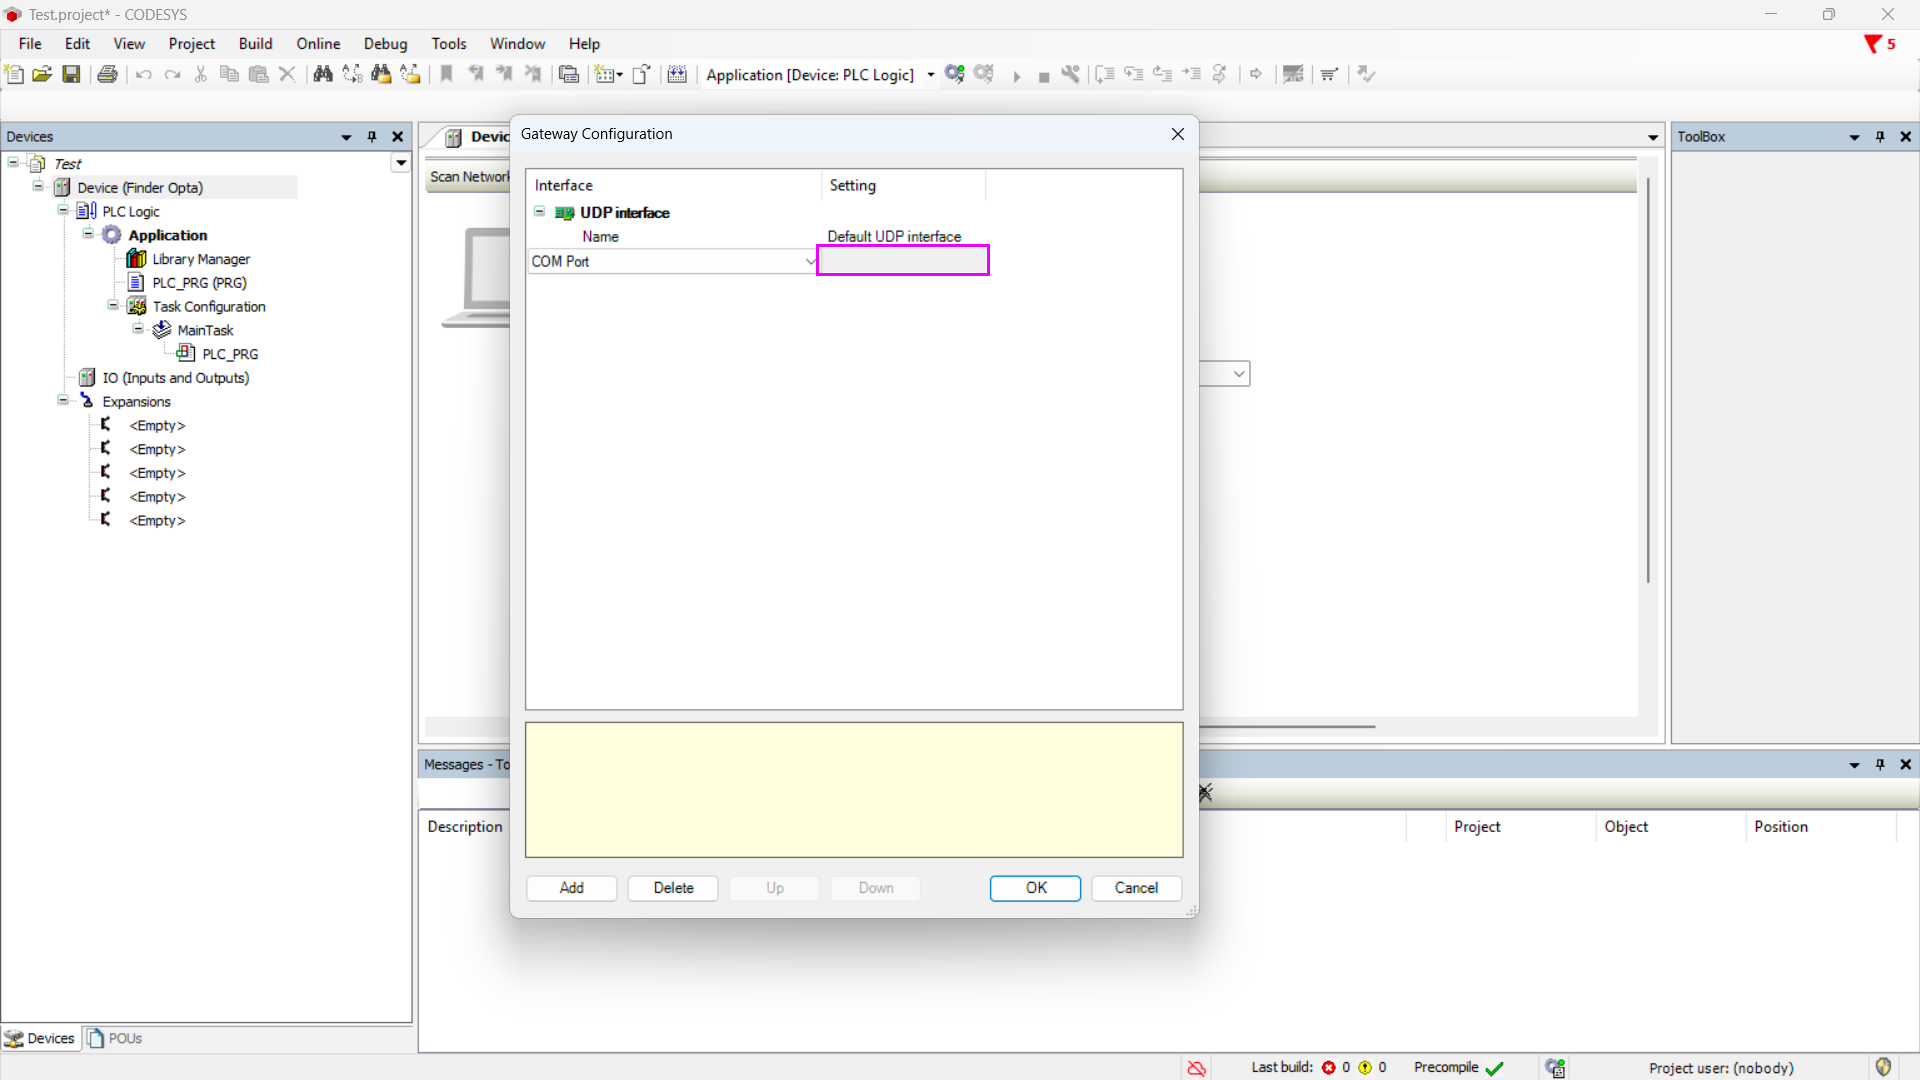 Test.project* - CODESYS
File Edit View Project Build Online Debug Tools Window Help
5
Application [Device: PLC Logic]
Devices
Test
Device (Finder Opta)
PLC Logic
Application
Library Manager
PLC_PRG (PRG)
Task Configuration
MainTask
PLC_PRG
IO (Inputs and Outputs)
Expansions
<Empty>
<Empty>
<Empty>
<Empty>
<Empty>
Devices POUs
Devic
Scan Network
Gateway Configuration
Interface Setting
UDP interface
Name Default UDP interface
COM Port
Add Delete Up Down OK Cancel
ToolBox
Messages - To
Description Project Object Position
Last build: 0 0 Precompile Project user: (nobody)